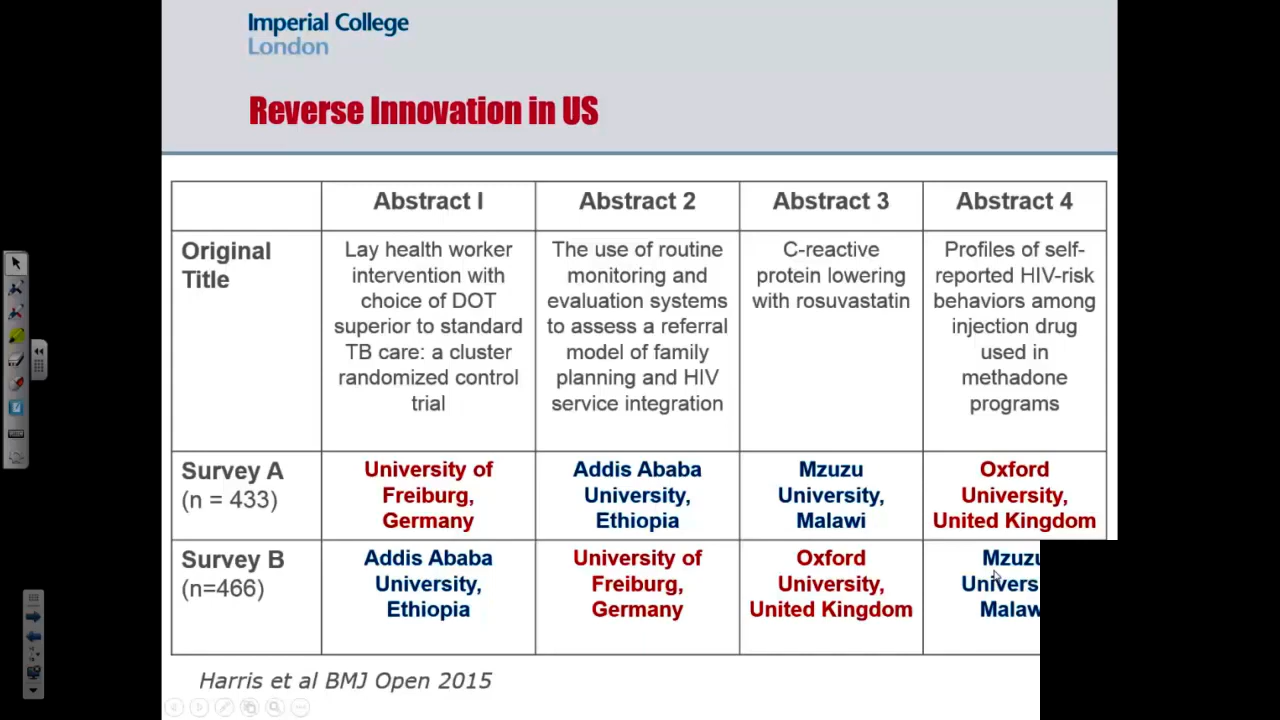 Imperial College
London
Reverse Innovation in US
Abstract I
Abstract 2
Abstract 3
Abstract 4
Original
Title
Lay health worker
intervention with
choice of DOT
superior to standard
TB care: a cluster
randomized control
trial
The use of routine
monitoring and
evaluation systems
to assess a referral
model of family
planning and HIV
service integration
C-reactive
protein lowering
with rosuvastatin
Profiles of self-
reported HIV-risk
behaviors among
injection drug
used in
methadone
programs
Survey A
(n = 433)
University of
Freiburg,
Germany
Addis Ababa
University,
Ethiopia
Mzuzu
University,
Malawi
Oxford
University,
United Kingdom
Survey B
(n=466)
Addis Ababa
University,
Ethiopia
University of
Freiburg,
Germany
Oxford
University,
United Kingdom
Harris et al BMJ Open 2015